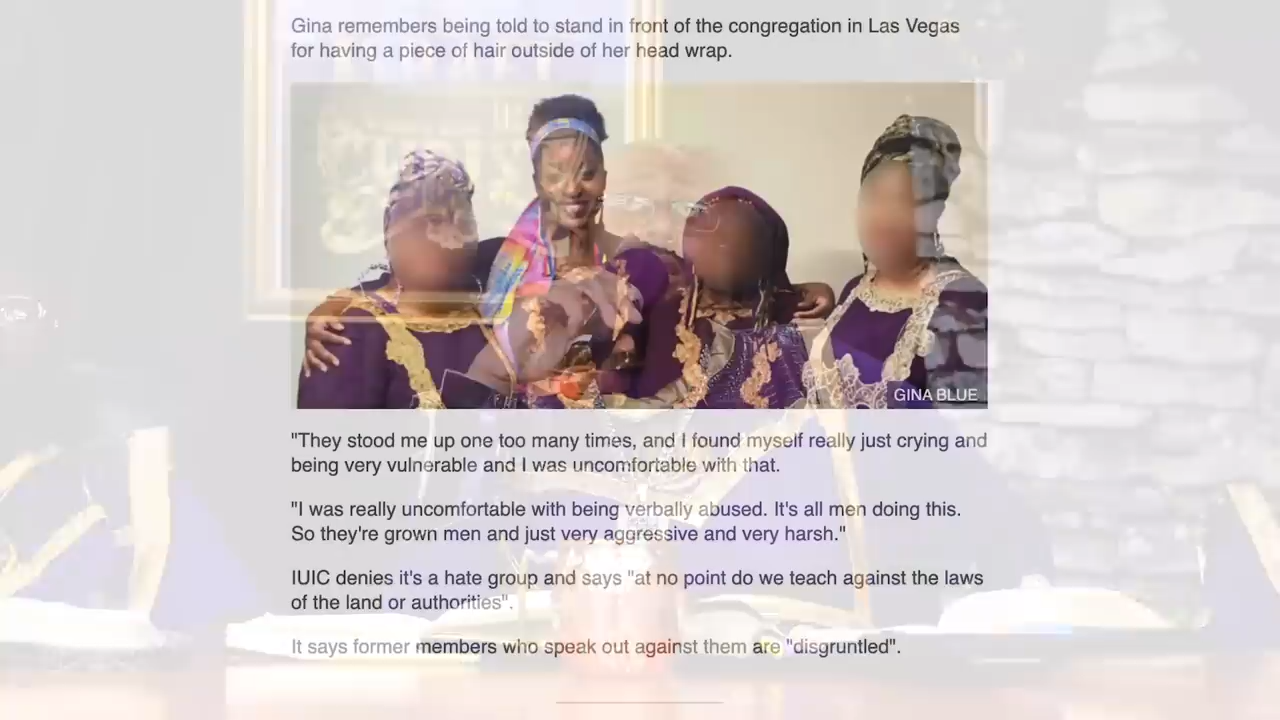 Gina remembers being told to stand in front of the congregation in Las Vegas
for having a piece of hair outside of her head wrap.
GINA BLUE
"They stood me up one too many times, and I found myself really just crying and
being very vulnerable and I was uncomfortable with that.
"I was really uncomfortable with being verbally abused. It's all men doing this.
So they're grown men and just very aggressive and very harsh."
IUIC denies it's a hate group and says "at no point do we teach against the laws
of the land or authorities".
It says former members who speak out against them are "disgruntled".